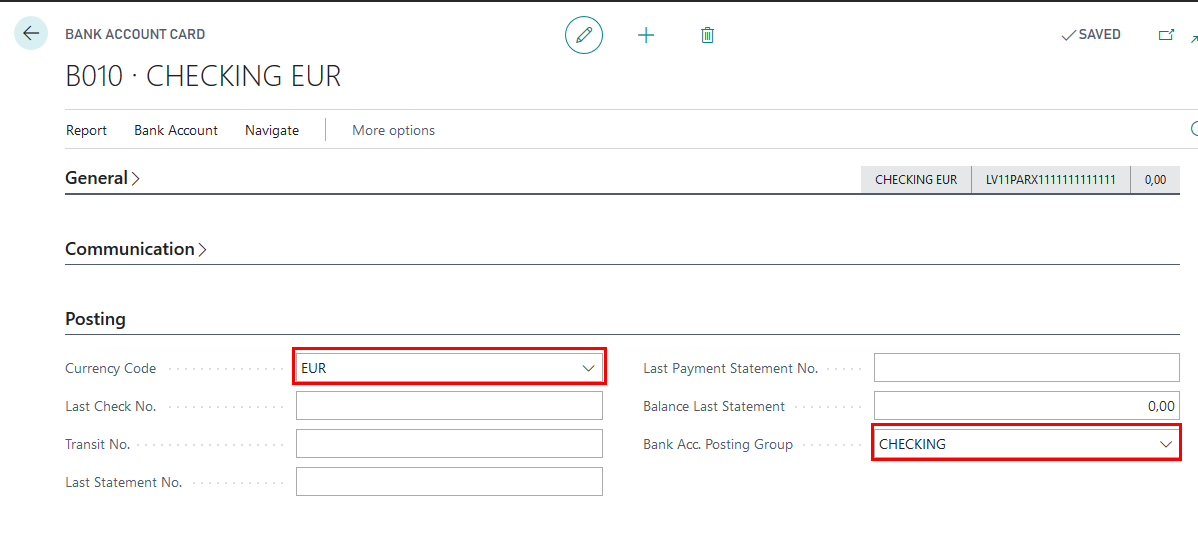 BANK ACCOUNT CARD
SAVED
B010 · CHECKING EUR
Report Bank Account Navigate More options
General CHECKING EUR LV11PARX1111111111111 0,00
Communication
Posting
Currency Code EUR Last Payment Statement No.
Last Check No. Balance Last Statement 0,00
Transit No. Bank Acc. Posting Group CHECKING
Last Statement No.